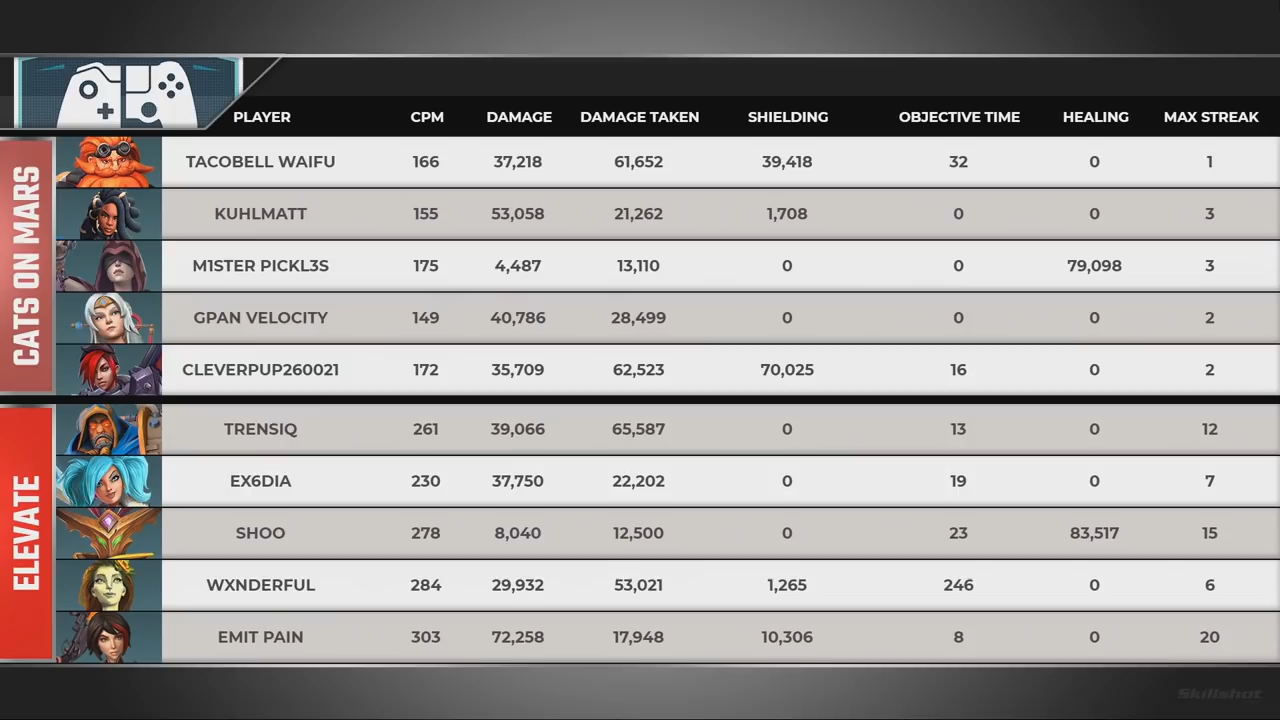 PLAYER CPM DAMAGE DAMAGE TAKEN SHIELDING OBJECTIVE TIME HEALING MAX STREAK
CATS ON MARS
TACOBELL WAIFU 166 37,218 61,652 39,418 32 0 1
KUHLMATT 155 53,058 21,262 1,708 0 0 3
M1STER PICKL3S 175 4,487 13,110 0 0 79,098 3
GPAN VELOCITY 149 40,786 28,499 0 0 0 2
CLEVERPUP260021 172 35,709 62,523 70,025 16 0 2
ELEVATE
TRENSIQ 261 39,066 65,587 0 13 0 12
EX6DIA 230 37,750 22,202 0 19 0 7
SHOO 278 8,040 12,500 0 23 83,517 15
WXNDERFUL 284 29,932 53,021 1,265 246 0 6
EMIT PAIN 303 72,258 17,948 10,306 8 0 20
Skillshot